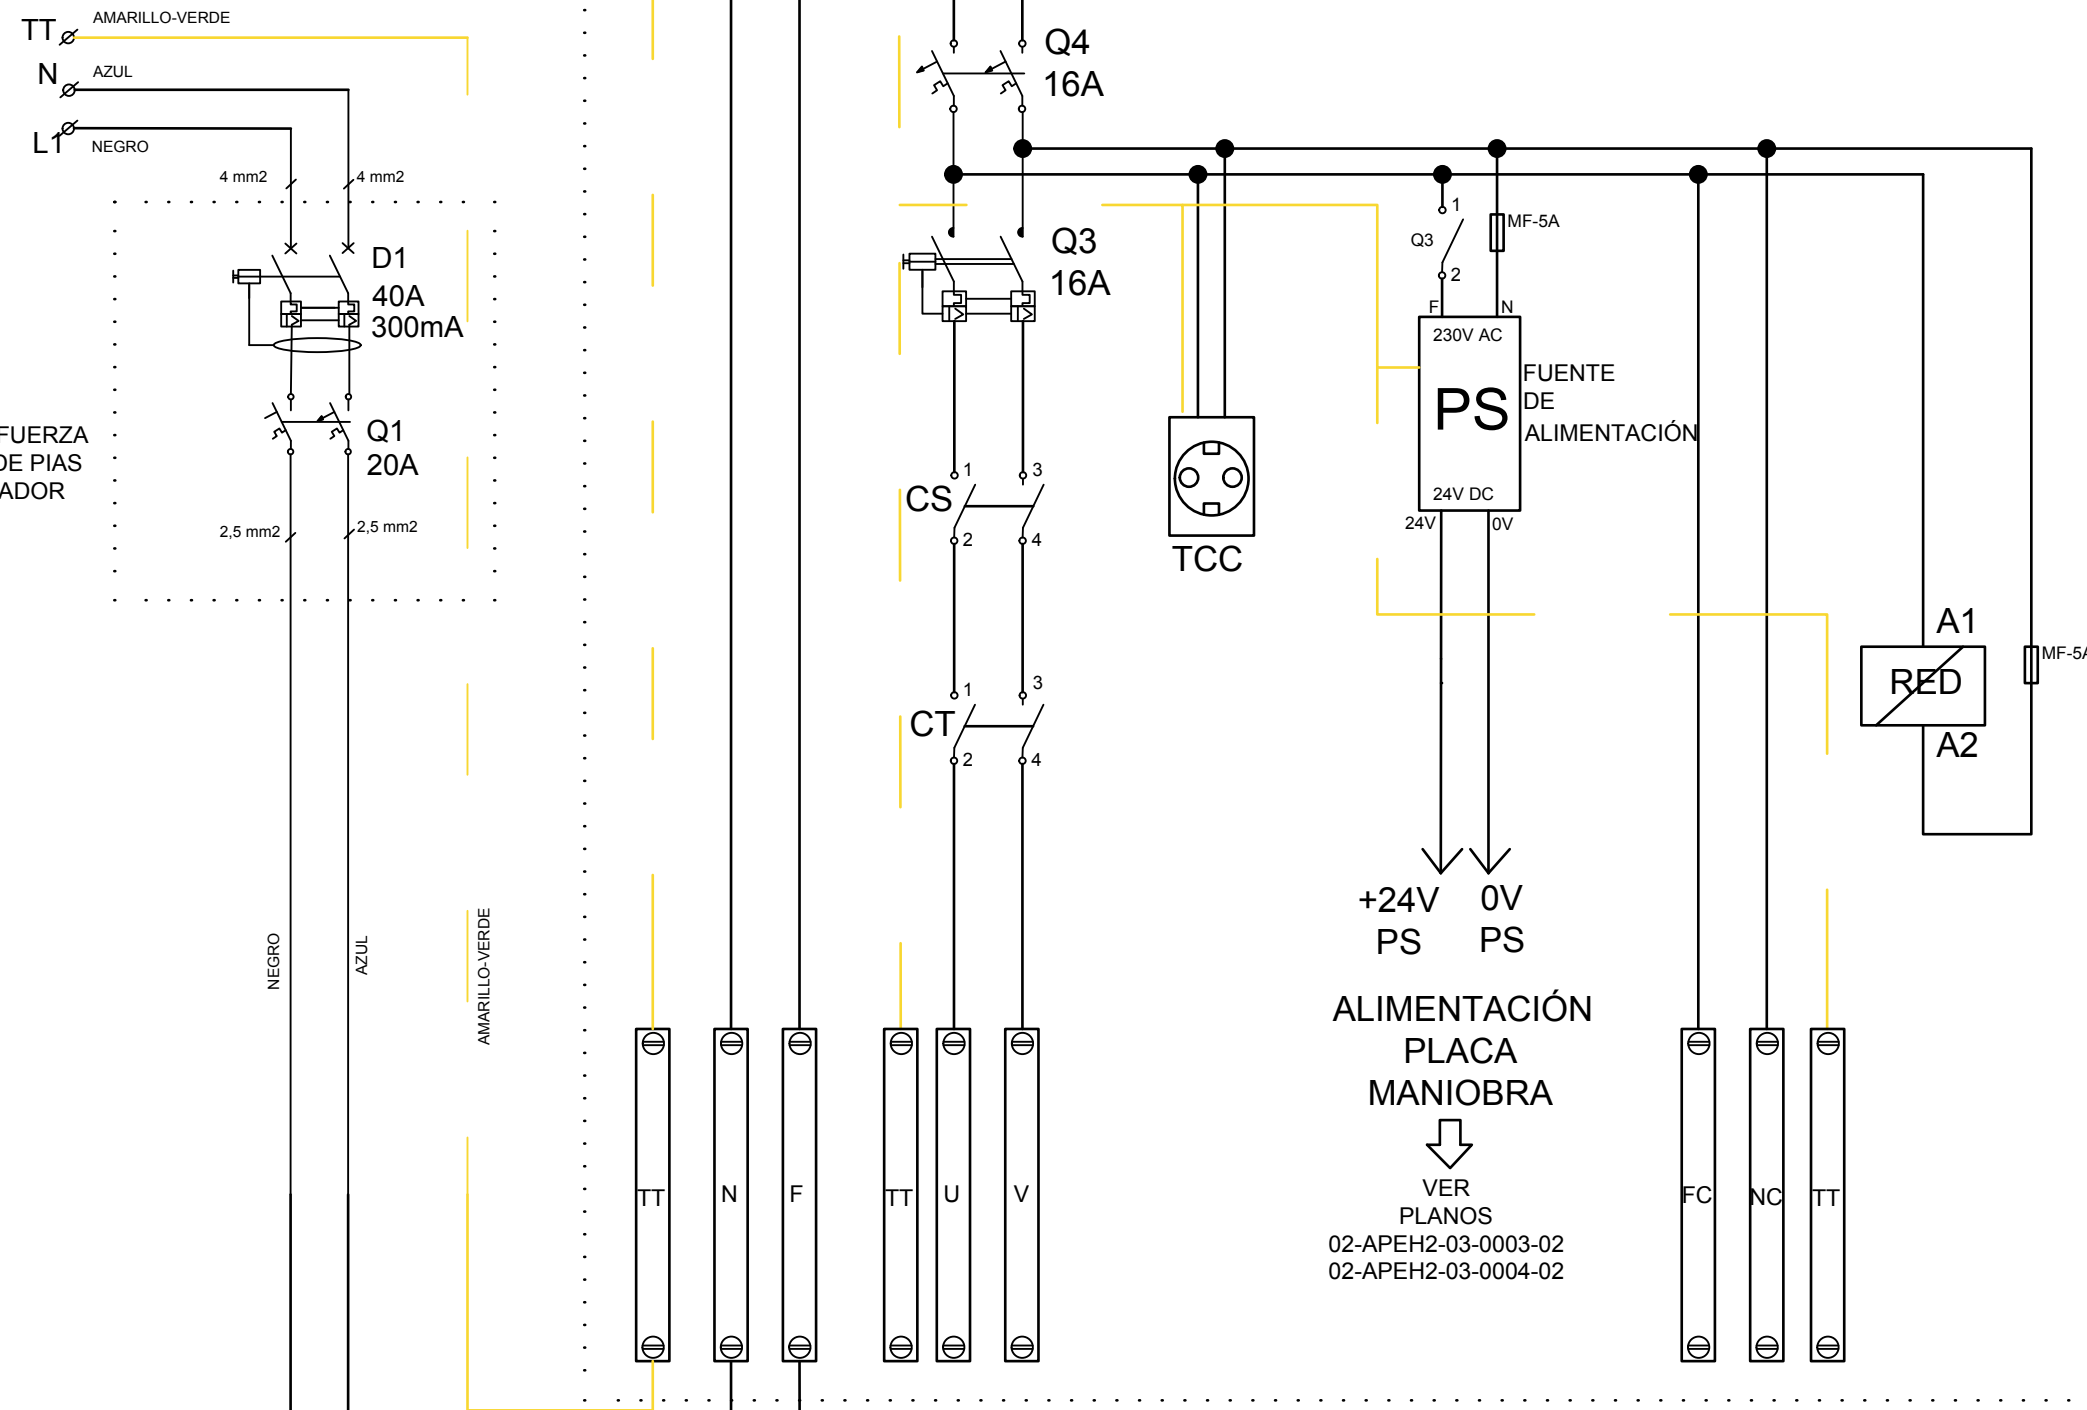 TT
AMARILLO-VERDE
N
AZUL
L1
NEGRO
4 mm2
4 mm2
D1
40A
300mA
Q1
20A
FUERZA
DE PIAS
ADOR
2,5 mm2
2,5 mm2
NEGRO
AZUL
AMARILLO-VERDE
Q4
16A
Q3
16A
1
3
CS
2
4
1
3
CT
2
4
TCC
1
Q3
2
MF-5A
F
N
230V AC
PS
FUENTE
DE
ALIMENTACIÓN
24V DC
24V
0V
+24V
PS
0V
PS
ALIMENTACIÓN
PLACA
MANIOBRA
VER
PLANOS
02-APEH2-03-0003-02
02-APEH2-03-0004-02
A1
RED
A2
MF-5A
TT
N
F
TT
U
V
FC
NC
TT